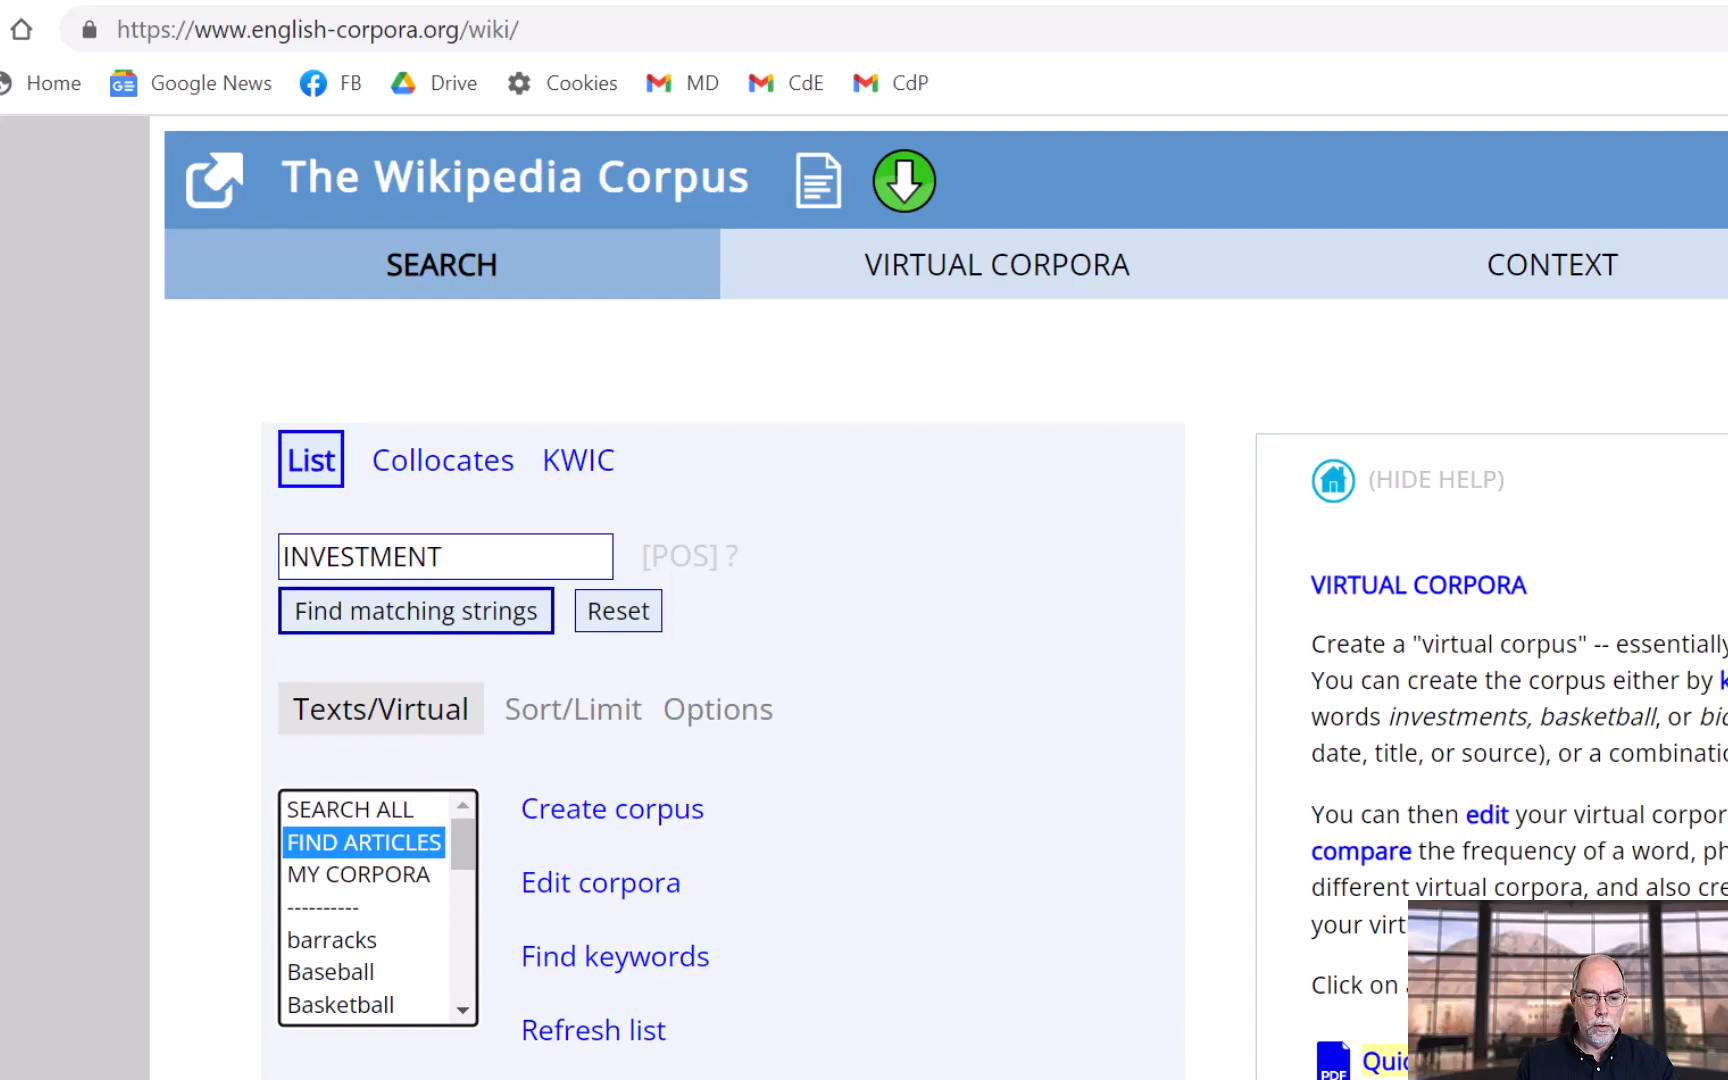 https://www.english-corpora.org/wiki/
Home Google News FB Drive Cookies MD CdE CdP
The Wikipedia Corpus
SEARCH VIRTUAL CORPORA CONTEXT
List Collocates KWIC
(HIDE HELP)
INVESTMENT [POS] ?
Find matching strings Reset
VIRTUAL CORPORA
Create a "virtual corpus" -- essentially
You can create the corpus either by k
words investments, basketball, or bic
date, title, or source), or a combinatio
Texts/Virtual Sort/Limit Options
SEARCH ALL
FIND ARTICLES
MY CORPORA
----------
barracks
Baseball
Basketball
Create corpus
Edit corpora
Find keywords
Refresh list
You can then edit your virtual corpor
compare the frequency of a word, ph
different virtual corpora, and also cre
your virt
Click on
PDF Quic